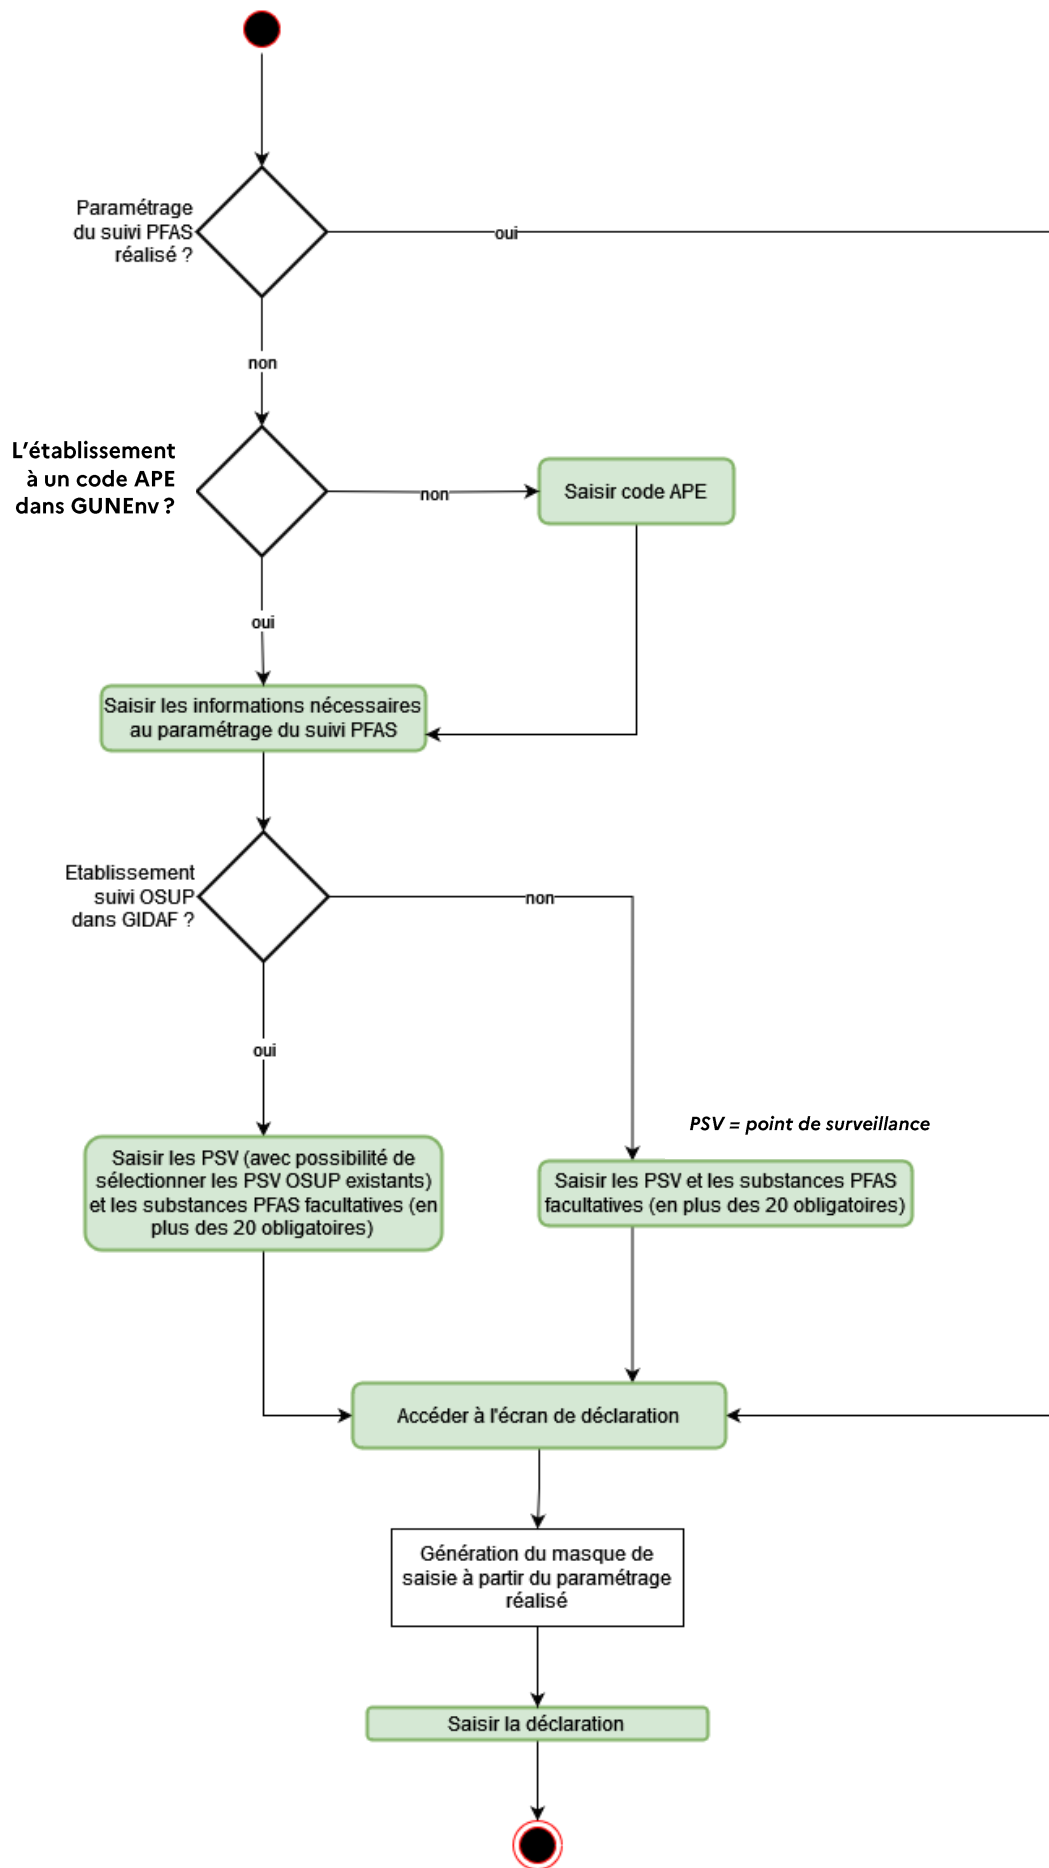 Paramétrage
du suivi PFAS
réalisé ?
oui
non
L'établissement
à un code APE
dans GUNEnv ?
non
Saisir code APE
oui
Saisir les informations nécessaires
au paramétrage du suivi PFAS
Etablissement
suivi OSUP
dans GIDAF ?
non
oui
PSV = point de surveillance
Saisir les PSV (avec possibilité de
sélectionner les PSV OSUP existants)
et les substances PFAS facultatives (en
plus des 20 obligatoires)
Saisir les PSV et les substances PFAS
facultatives (en plus des 20 obligatoires)
Accéder à l'écran de déclaration
Génération du masque de
saisie à partir du paramétrage
réalisé
Saisir la déclaration